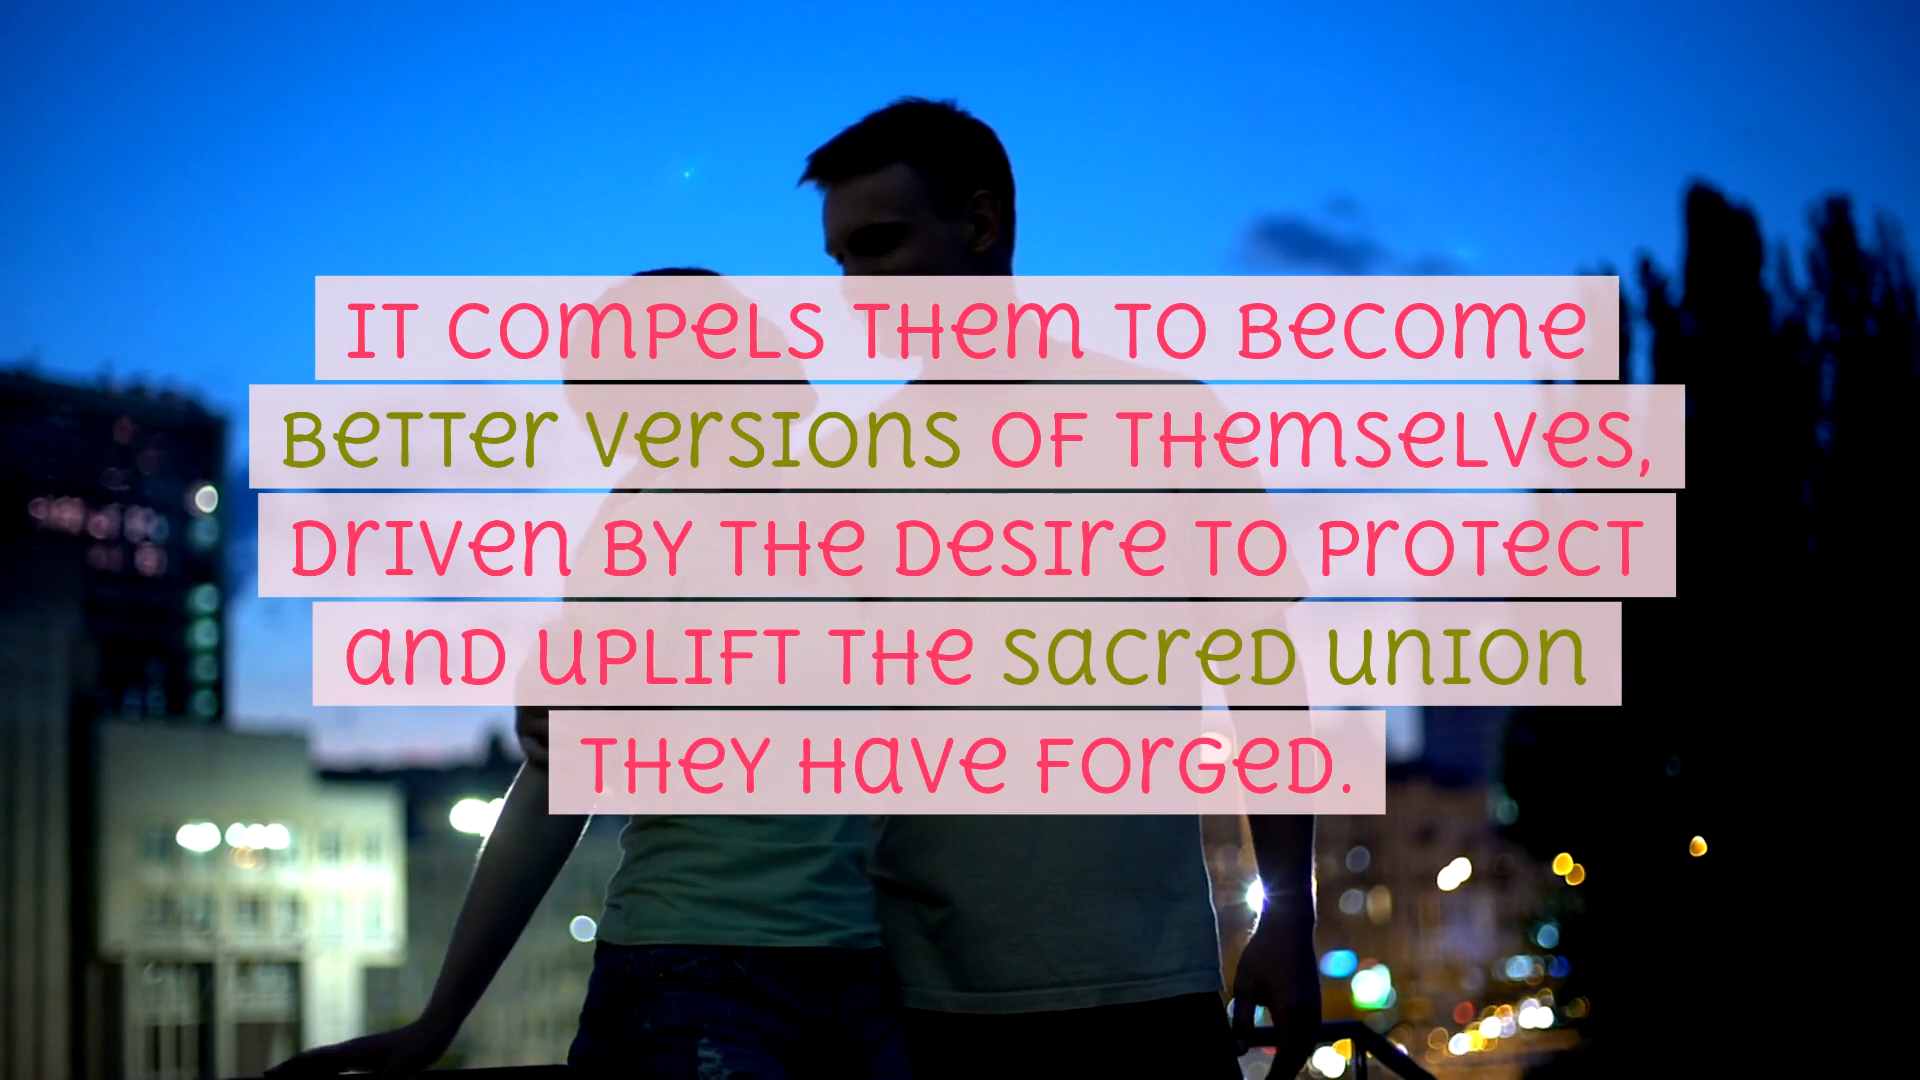 IT compels THem TO Become
Better versions of themselves,
Driven by the desire to protect
and uplift the sacred union
they have forged.